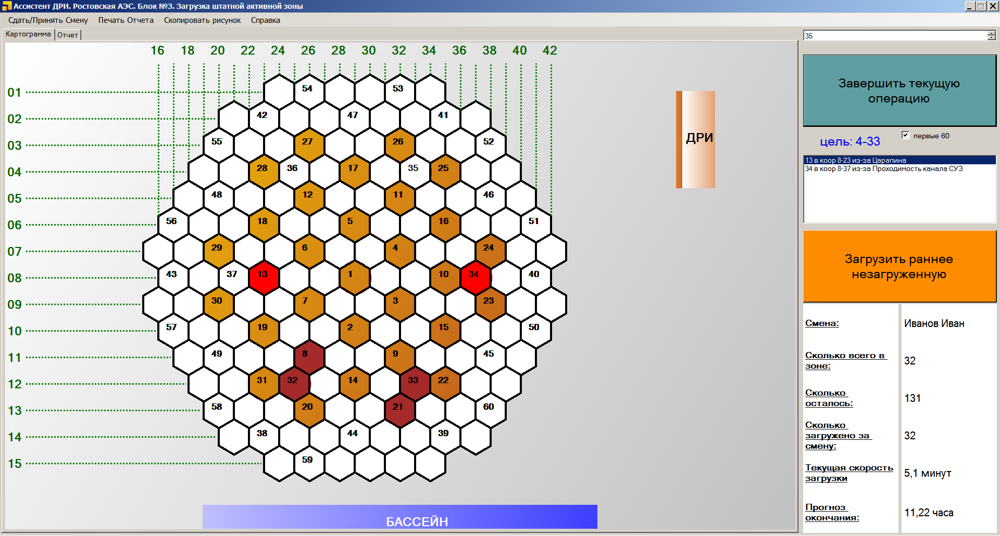 Ассистент ДРИ. Ростовская АЭС. Блок №3. Загрузка штатной активной зоны
Сдать/Принять Смену Печать Отчета Скопировать рисунок Справка
Картограмма Отчет
16 18 20 22 24 26 28 30 32 34 36 38 40 42
01 54 53
02 42 47 41
03 55 27 26 52
04 28 36 17 35 25
05 48 12 11 46
06 56 18 5 16 51
07 29 6 4 24
08 43 37 13 1 10 34 40
09 30 7 3 23
10 57 19 2 15 50
11 49 8 9 45
12 31 32 14 33 22
13 58 20 21 60
14 38 44 39
15 59
ДРИ
БАССЕЙН
35
Завершить текущую
операцию
цель: 4-33
первые 60
13 в коор 8-23 из-за Царапина
34 в коор 8-37 из-за Проходимость канала СУЗ
Загрузить раннее
незагруженную
Смена: Иванов Иван
Сколько всего в
зоне:
32
Сколько
осталось:
131
Сколько
загружено за
смену:
32
Текущая скорость
загрузки
5,1 минут
Прогноз
окончания:
11,22 часа